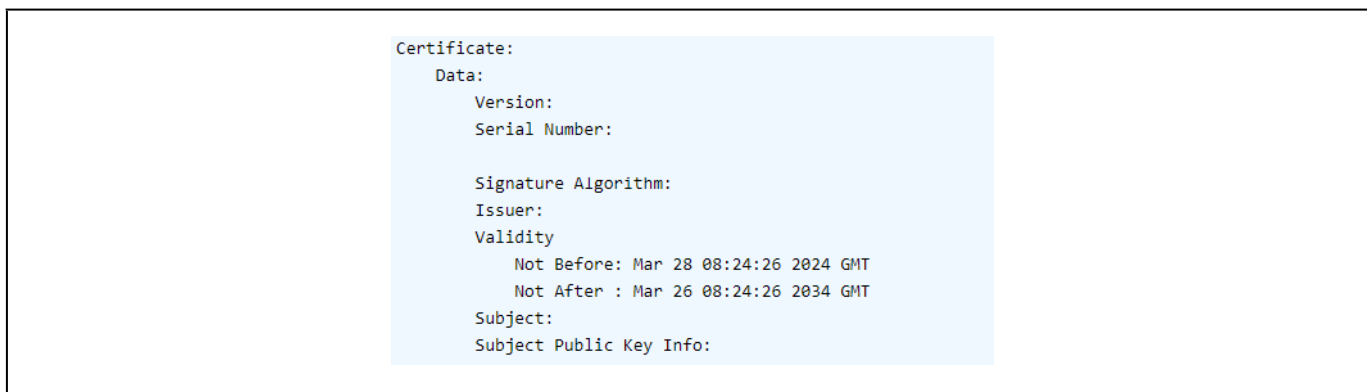 Certificate:
Data:
Version:
Serial Number:
Signature Algorithm:
Issuer:
Validity
Not Before: Mar 28 08:24:26 2024 GMT
Not After : Mar 26 08:24:26 2034 GMT
Subject:
Subject Public Key Info: